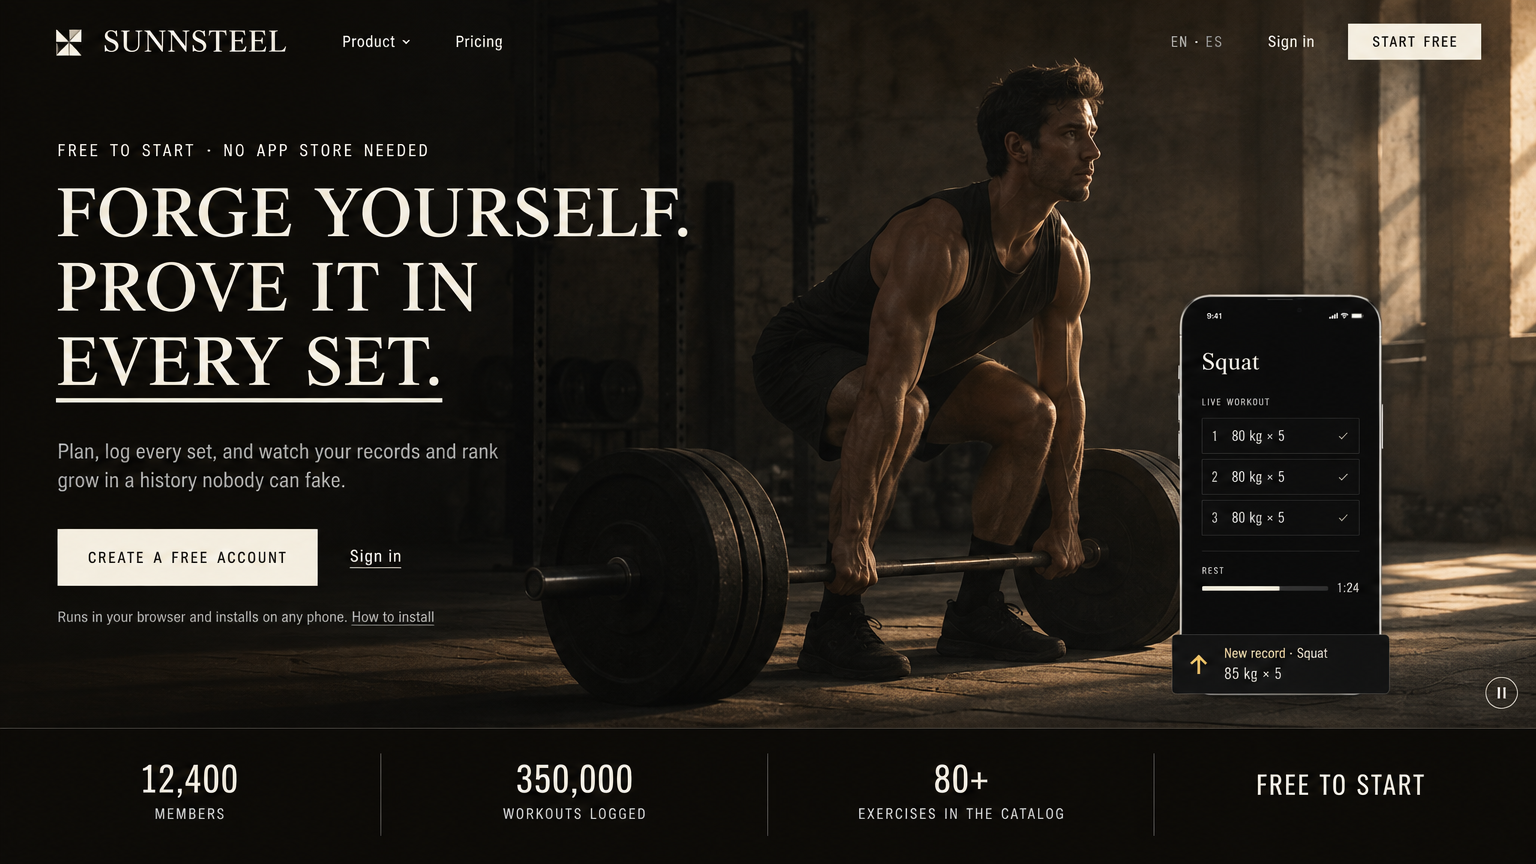 SUNNSTEEL
Product
Pricing
EN · ES
Sign in
START FREE
FREE TO START · NO APP STORE NEEDED
FORGE YOURSELF.
PROVE IT IN
EVERY SET.
Plan, log every set, and watch your records and rank
grow in a history nobody can fake.
CREATE A FREE ACCOUNT
Sign in
Runs in your browser and installs on any phone. How to install
9:41
Squat
LIVE WORKOUT
1 80 kg × 5
2 80 kg × 5
3 80 kg × 5
REST
1:24
New record · Squat
85 kg × 5
12,400
MEMBERS
350,000
WORKOUTS LOGGED
80+
EXERCISES IN THE CATALOG
FREE TO START